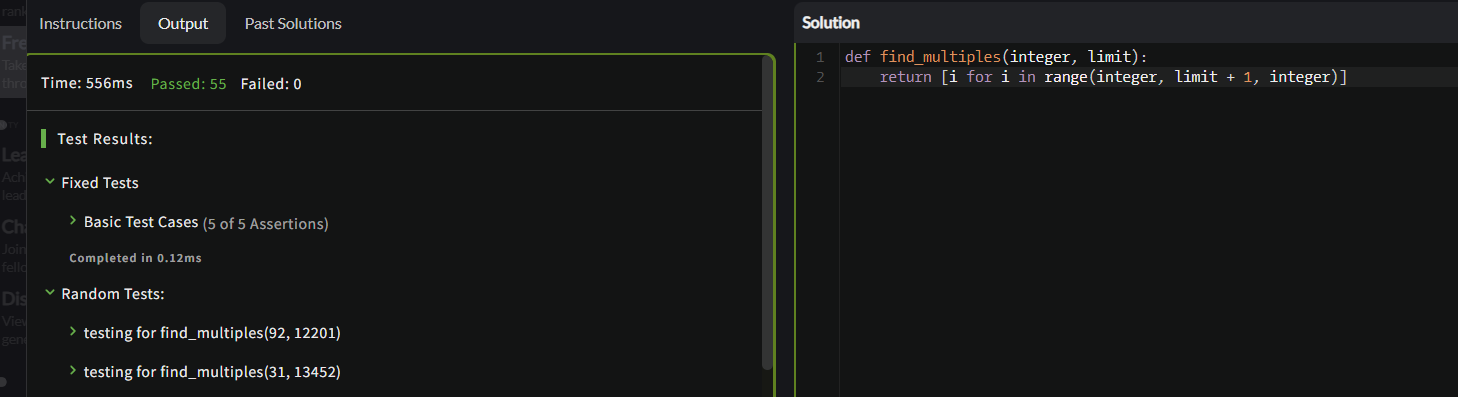 Instructions
Output
Past Solutions
Time: 556ms Passed: 55 Failed: 0
Test Results:
Fixed Tests
Basic Test Cases (5 of 5 Assertions)
Completed in 0.12ms
Random Tests:
testing for find_multiples(92, 12201)
testing for find_multiples(31, 13452)
Solution
1 def find_multiples(integer, limit):
2 return [i for i in range(integer, limit + 1, integer)]